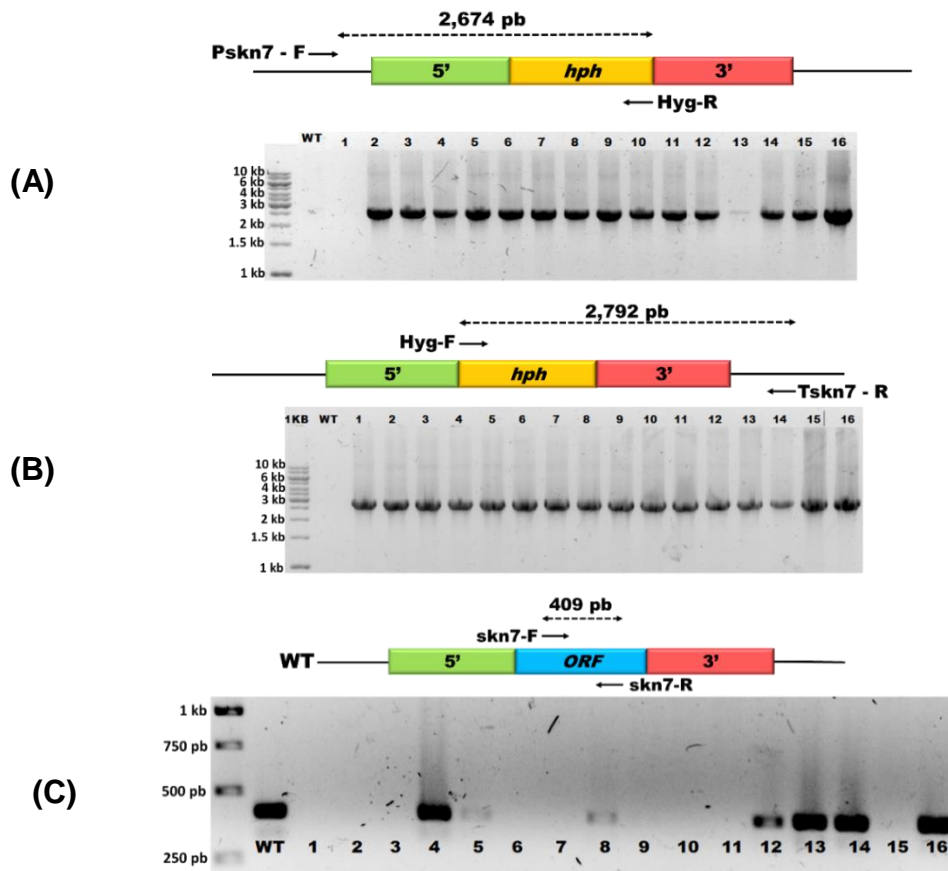 2,674 pb
Pskn7 - F
5' hph 3'
Hyg-R
(A)
WT 1 2 3 4 5 6 7 8 9 10 11 12 13 14 15 16
10 kb
6 kb
4 kb
3 kb
2 kb
1.5 kb
1 kb
2,792 pb
Hyg-F
5' hph 3'
Tskn7 - R
(B)
1KB WT 1 2 3 4 5 6 7 8 9 10 11 12 13 14 15 16
10 kb
6 kb
4 kb
3 kb
2 kb
1.5 kb
1 kb
409 pb
skn7-F
WT 5' ORF 3'
skn7-R
(C)
1 kb
750 pb
500 pb
250 pb
WT 1 2 3 4 5 6 7 8 9 10 11 12 13 14 15 16